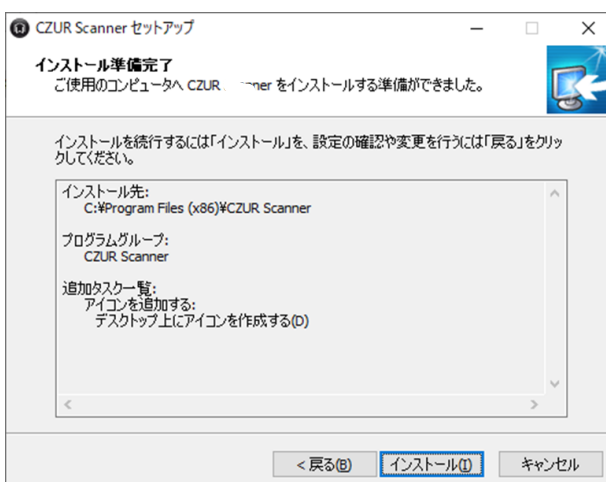 CZUR Scanner セットアップ
インストール準備完了
ご使用のコンピュータへ CZUR nner をインストールする準備ができました。
インストールを続行するには「インストール」を、設定の確認や変更を行うには「戻る」をクリッ
クしてください。
インストール先:
C:¥Program Files (x86)¥CZUR Scanner
プログラムグループ:
CZUR Scanner
追加タスク一覧:
アイコンを追加する:
デスクトップ上にアイコンを作成する(D)
< 戻る(B)
インストール(I)
キャンセル